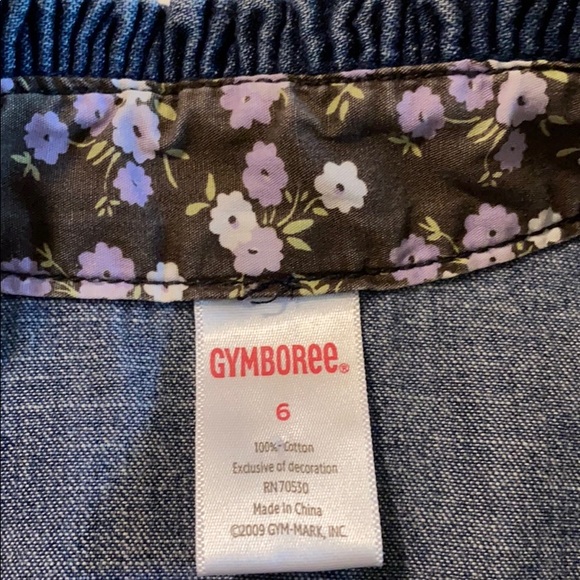 GYMBOREE®
6
100% Cotton
Exclusive of decoration
RN 70530
Made In China
©2009 GYM-MARK, INC.